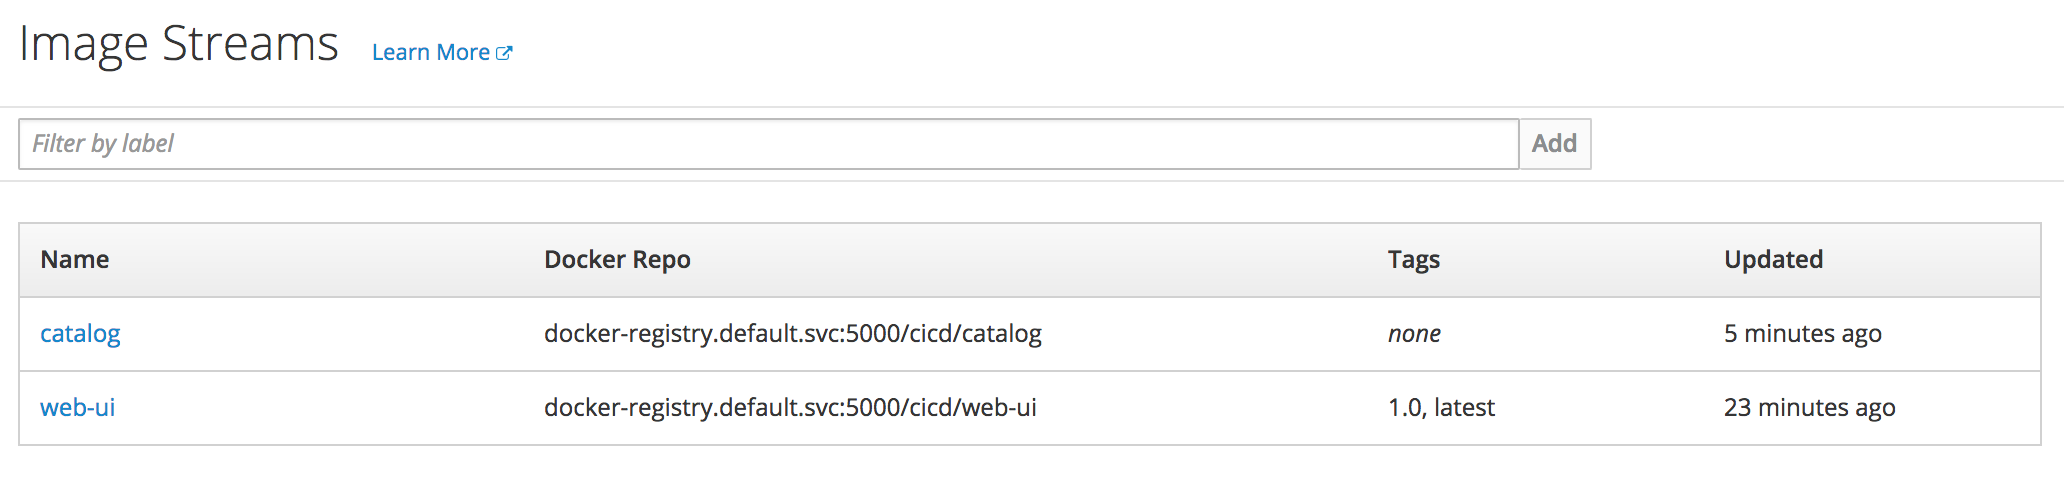 Image Streams Learn More
Filter by label Add
Name Docker Repo Tags Updated
catalog docker-registry.default.svc:5000/cicd/catalog none 5 minutes ago
web-ui docker-registry.default.svc:5000/cicd/web-ui 1.0, latest 23 minutes ago